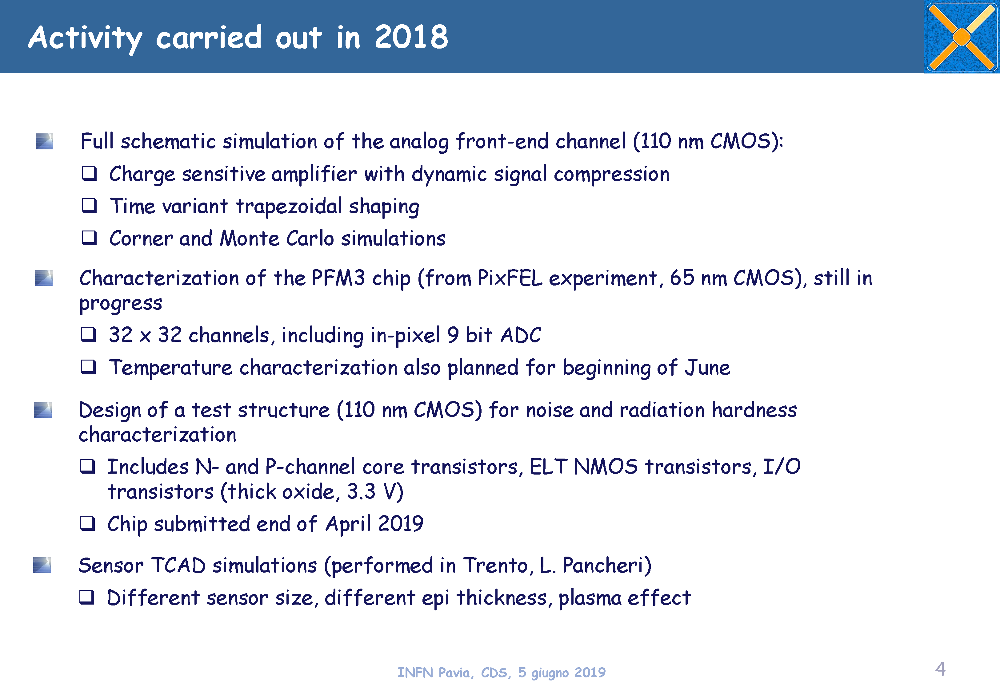 Activity carried out in 2018
Full schematic simulation of the analog front-end channel (110 nm CMOS):
Charge sensitive amplifier with dynamic signal compression
Time variant trapezoidal shaping
Corner and Monte Carlo simulations
Characterization of the PFM3 chip (from PixFEL experiment, 65 nm CMOS), still in
progress
32 x 32 channels, including in-pixel 9 bit ADC
Temperature characterization also planned for beginning of June
Design of a test structure (110 nm CMOS) for noise and radiation hardness
characterization
Includes N- and P-channel core transistors, ELT NMOS transistors, I/O
transistors (thick oxide, 3.3 V)
Chip submitted end of April 2019
Sensor TCAD simulations (performed in Trento, L. Pancheri)
Different sensor size, different epi thickness, plasma effect
INFN Pavia, CDS, 5 giugno 2019
4